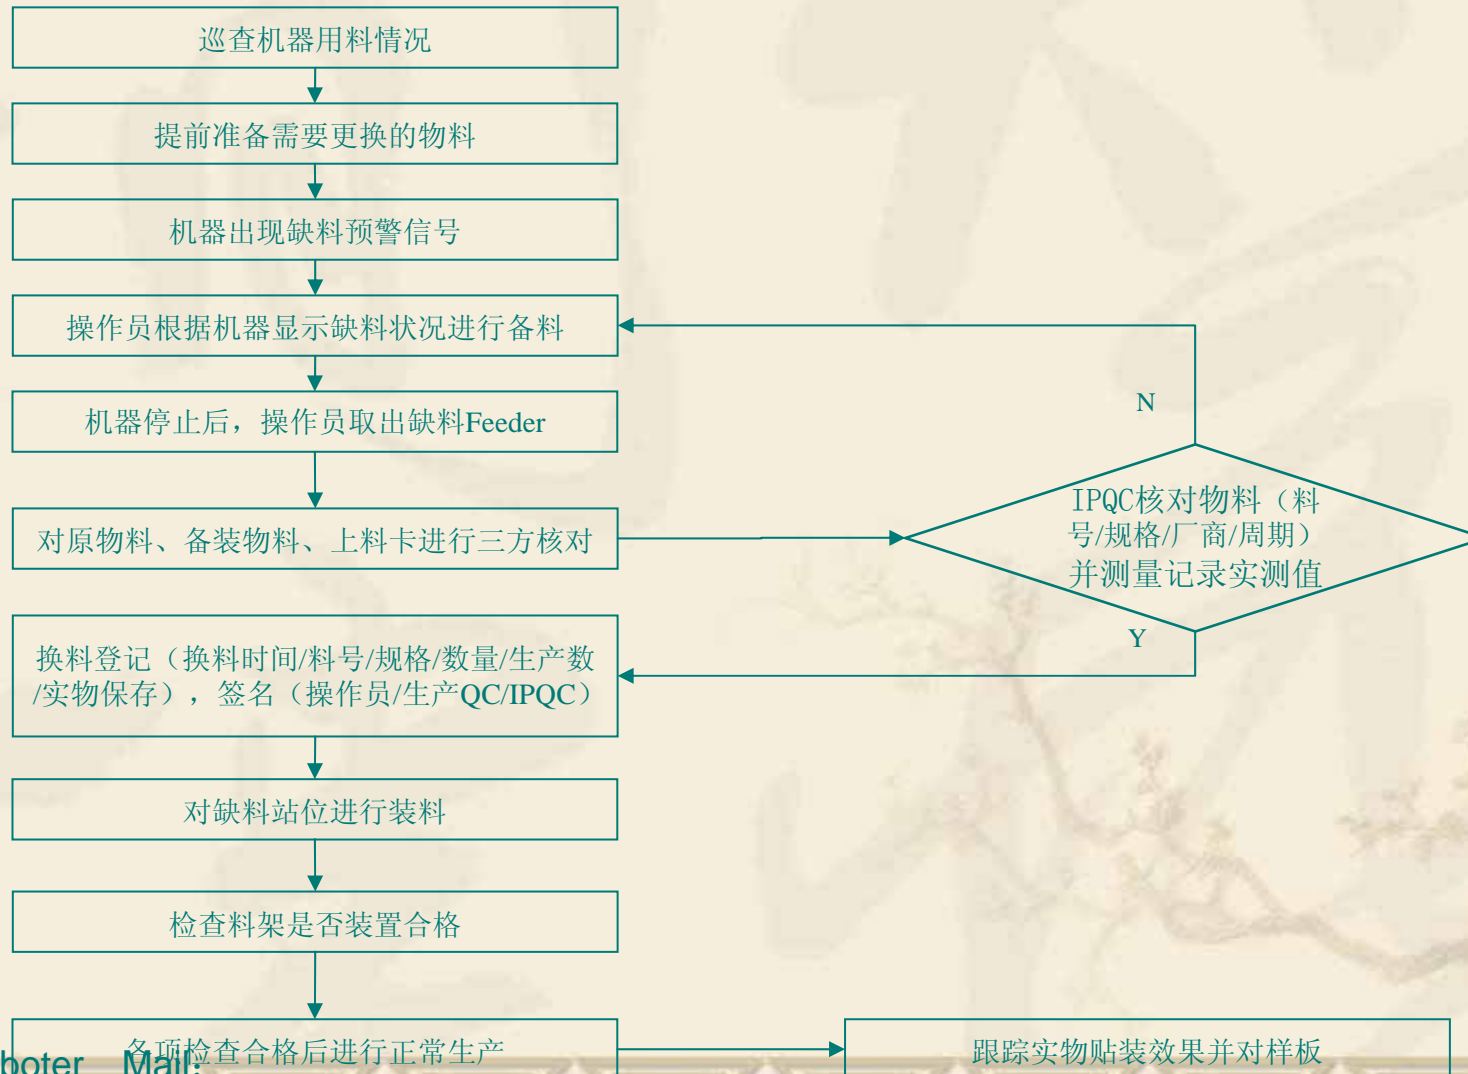 巡查机器用料情况
提前准备需要更换的物料
机器出现缺料预警信号
操作员根据机器显示缺料状况进行备料
机器停止后，操作员取出缺料Feeder
对原物料、备装物料、上料卡进行三方核对
N
IPQC核对物料（料
号/规格/厂商/周期）
并测量记录实测值
Y
换料登记（换料时间/料号/规格/数量/生产数
/实物保存），签名（操作员/生产QC/IPQC）
对缺料站位进行装料
检查料架是否装置合格
各项检查合格后进行正常生产
跟踪实物贴装效果并对样板
boter Mail: